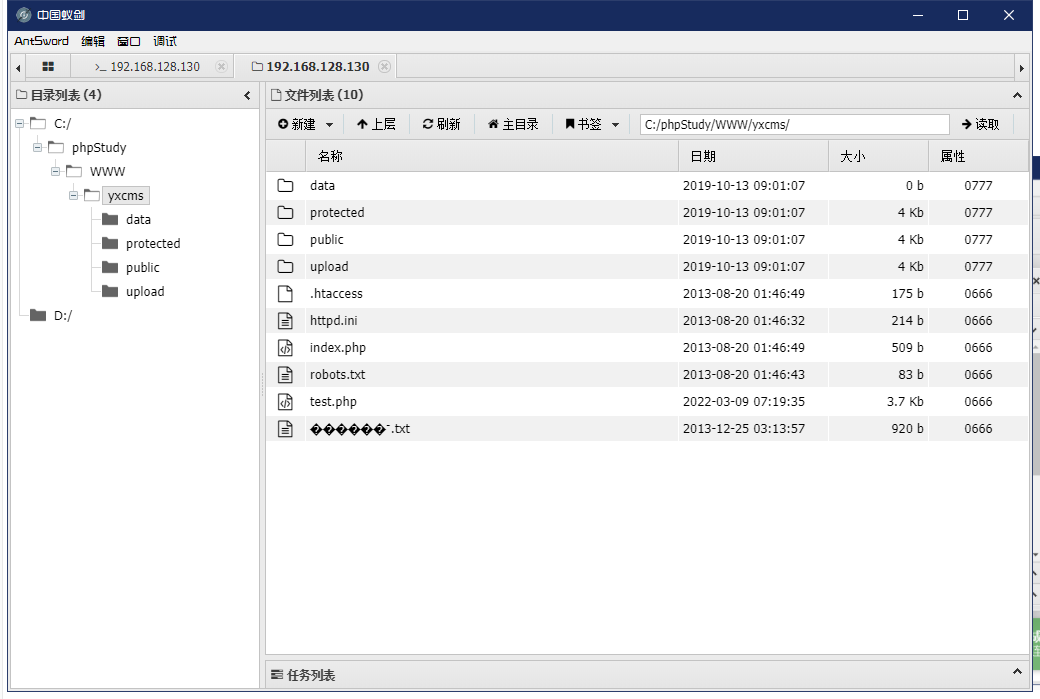 中国蚁剑
AntSword 编辑 窗口 调试
>_ 192.168.128.130 192.168.128.130
目录列表 (4)
C:/
phpStudy
WWW
yxcms
data
protected
public
upload
D:/
文件列表 (10)
新建 上层 刷新 主目录 书签 C:/phpStudy/WWW/yxcms/ 读取
名称 日期 大小 属性
data 2019-10-13 09:01:07 0 b 0777
protected 2019-10-13 09:01:07 4 Kb 0777
public 2019-10-13 09:01:07 4 Kb 0777
upload 2019-10-13 09:01:07 4 Kb 0777
.htaccess 2013-08-20 01:46:49 175 b 0666
httpd.ini 2013-08-20 01:46:32 214 b 0666
index.php 2013-08-20 01:46:49 509 b 0666
robots.txt 2013-08-20 01:46:43 83 b 0666
test.php 2022-03-09 07:19:35 3.7 Kb 0666
������ˉ.txt 2013-12-25 03:13:57 920 b 0666
任务列表